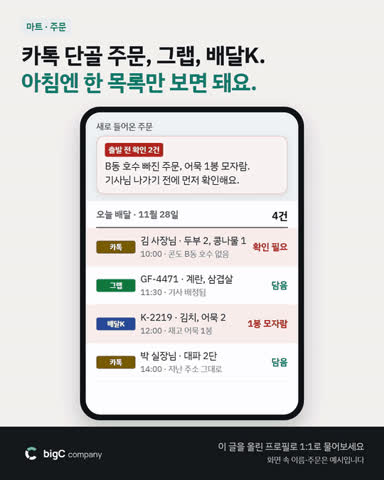 마트 · 주문
카톡 단골 주문, 그랩, 배달K.
아침엔 한 목록만 보면 돼요.
새로 들어온 주문
출발 전 확인 2건
B동 호수 빠진 주문, 어묵 1봉 모자람.
기사님 나가기 전에 먼저 확인해요.
오늘 배달 · 11월 28일 4건
카톡 김 사장님 · 두부 2, 콩나물 1 확인 필요
10:00 · 콘도 B동 호수 없음
그랩 GF-4471 · 계란, 삼겹살 담음
11:30 · 기사 배정됨
배달K K-2219 · 김치, 어묵 2 1봉 모자람
12:00 · 재고 어묵 1봉
카톡 박 실장님 · 대파 2단 담음
14:00 · 지난 주소 그대로
bigC company
이 글을 올린 프로필로 1:1로 물어보세요
화면 속 이름·주문은 예시입니다